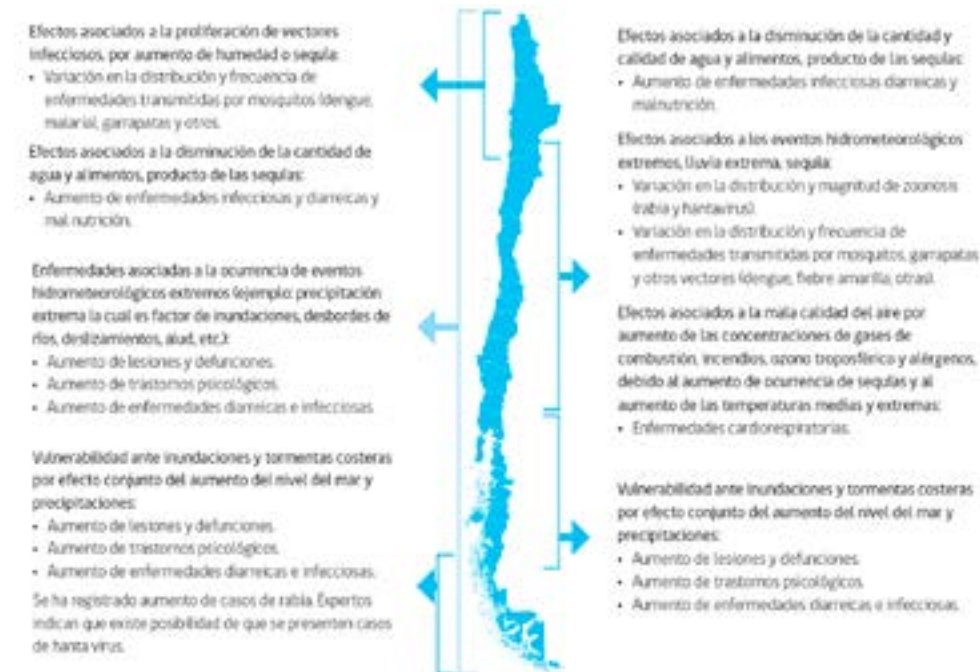 Efectos asociados a la proliferación de vectores
infecciosos, por aumento de humedad o sequía:
• Variación en la distribución y frecuencia de
enfermedades transmitidas por mosquitos (dengue,
malaria), garrapatas y otros.
Efectos asociados a la disminución de la cantidad de
agua y alimentos, producto de las sequías:
• Aumento de enfermedades infecciosas y diarreicas y
mal nutrición.
Enfermedades asociadas a la ocurrencia de eventos
hidrometeorológicos extremos (ejemplo: precipitación
extrema la cual es factor de inundaciones, desbordes de
ríos, deslizamientos, alud, etc.):
• Aumento de lesiones y defunciones.
• Aumento de trastornos psicológicos.
• Aumento de enfermedades diarreicas e infecciosas.
Vulnerabilidad ante inundaciones y tormentas costeras
por efecto conjunto del aumento del nivel del mar y
precipitaciones:
• Aumento de lesiones y defunciones.
• Aumento de trastornos psicológicos.
• Aumento de enfermedades diarreicas e infecciosas.
Se ha registrado aumento de casos de rabia. Expertos
indican que existe posibilidad de que se presenten casos
de hanta virus.
Efectos asociados a la disminución de la cantidad y
calidad de agua y alimentos, producto de las sequías:
• Aumento de enfermedades infecciosas diarreicas y
malnutrición.
Efectos asociados a los eventos hidrometeorológicos
extremos, lluvia extrema, sequía:
• Variación en la distribución y magnitud de zoonosis
(rabia y hantavirus).
• Variación en la distribución y frecuencia de
enfermedades transmitidas por mosquitos, garrapatas
y otros vectores (dengue, fiebre amarilla, otras).
Efectos asociados a la mala calidad del aire por
aumento de las concentraciones de gases de
combustión, incendios, ozono troposférico y alérgenos,
debido al aumento de ocurrencia de sequías y al
aumento de las temperaturas medias y extremas:
• Enfermedades cardiorespiratorias.
Vulnerabilidad ante inundaciones y tormentas costeras
por efecto conjunto del aumento del nivel del mar y
precipitaciones:
• Aumento de lesiones y defunciones.
• Aumento de trastornos psicológicos.
• Aumento de enfermedades diarreicas e infecciosas.